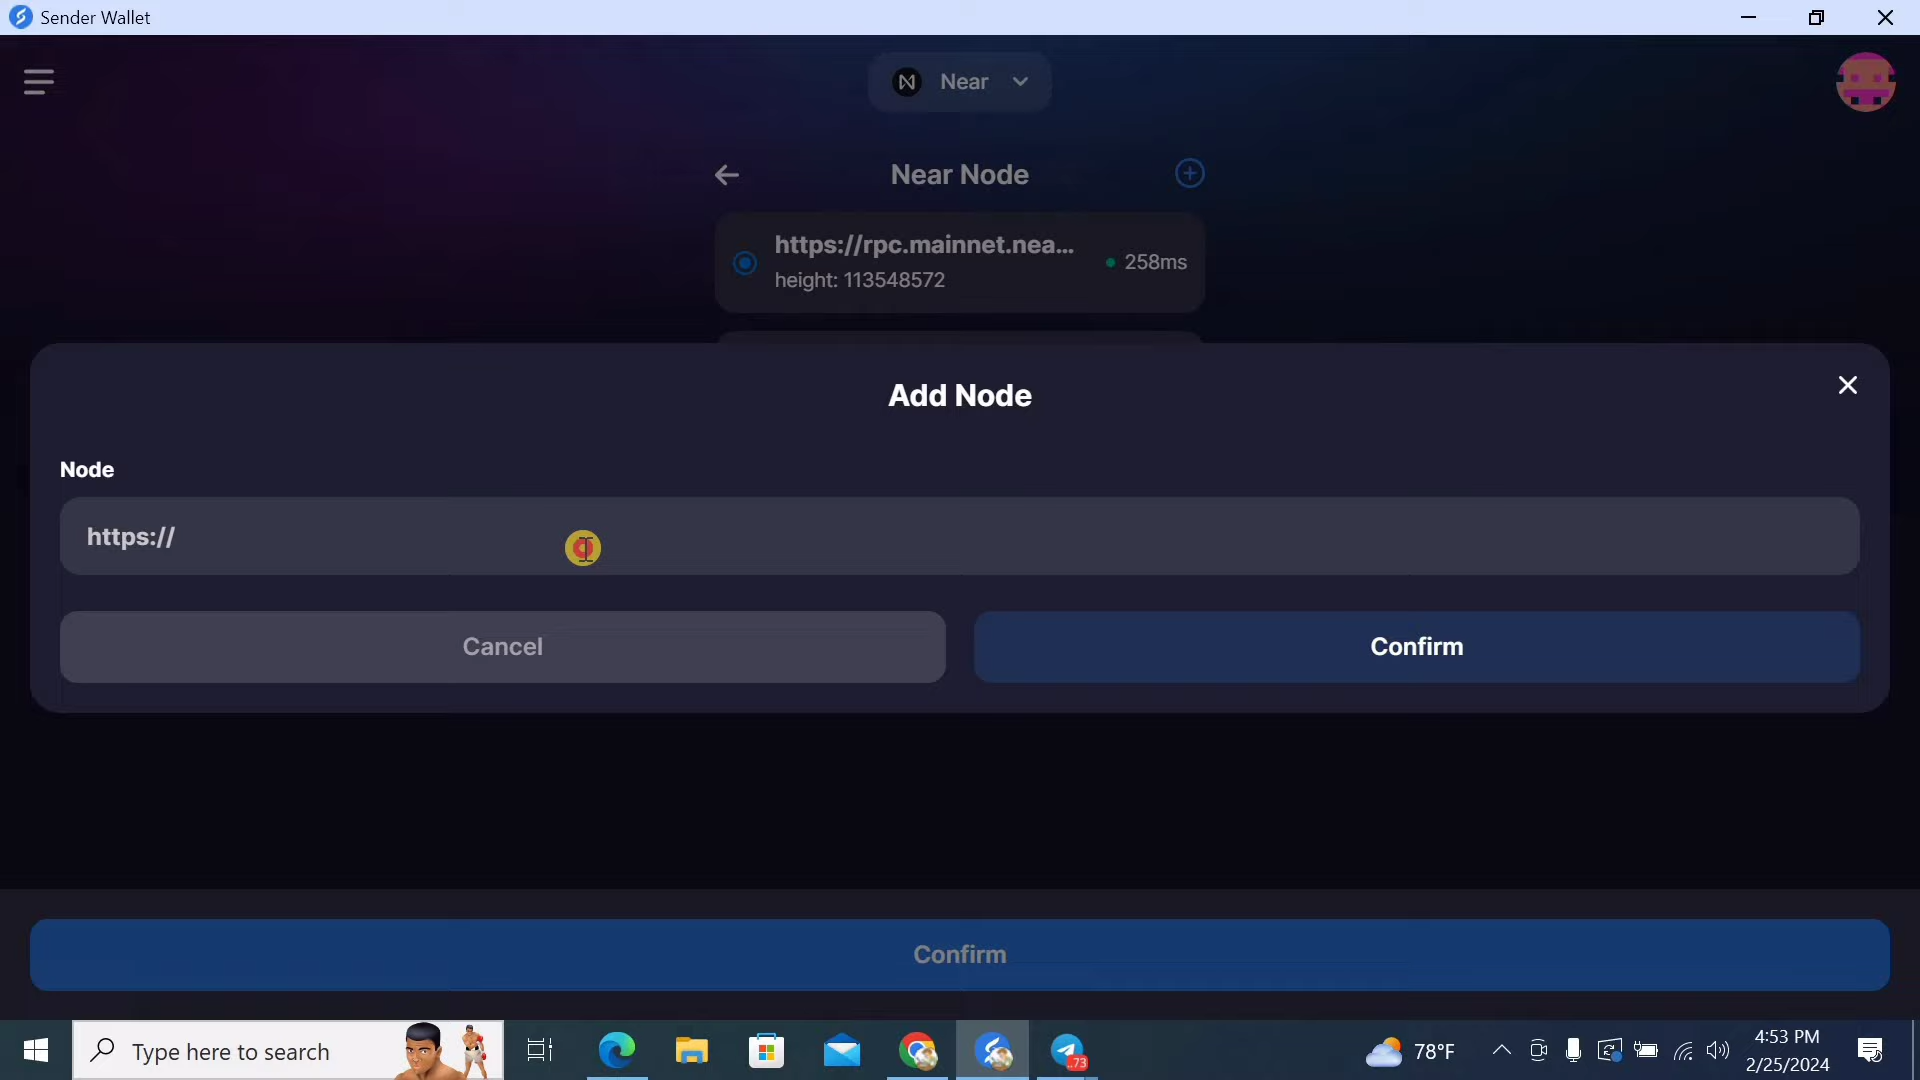 Sender Wallet
Near
Near Node
https://rpc.mainnet.nea...
height: 113548572
258ms
Add Node
Node
https://
Cancel
Confirm
Confirm
Type here to search
73
78°F
4:53 PM
2/25/2024